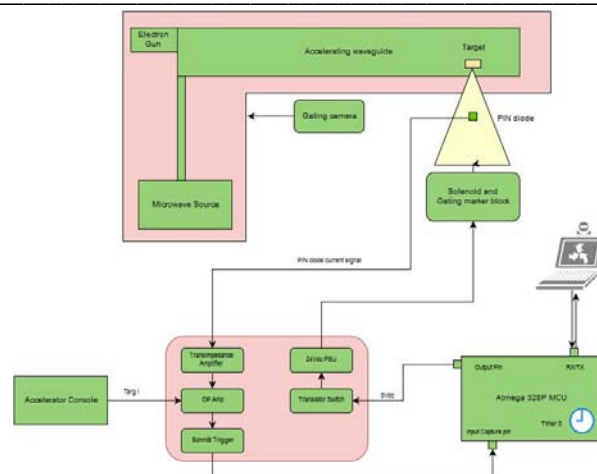 Electron
Gun
Accelerating waveguide
Target
Gating camera
PIN diode
Microwave Source
Solenoid and
Gating marker block
PIN diode current signal
Transimpedance
Amplifier
24Vdc PSU
Output Pin
RX/TX
Accelerator Console
Targ I
OP Amp
Transistor Switch
5Vdc
Atmega 328P MCU
Schmitt Trigger
Input Capture pin
Timer 0